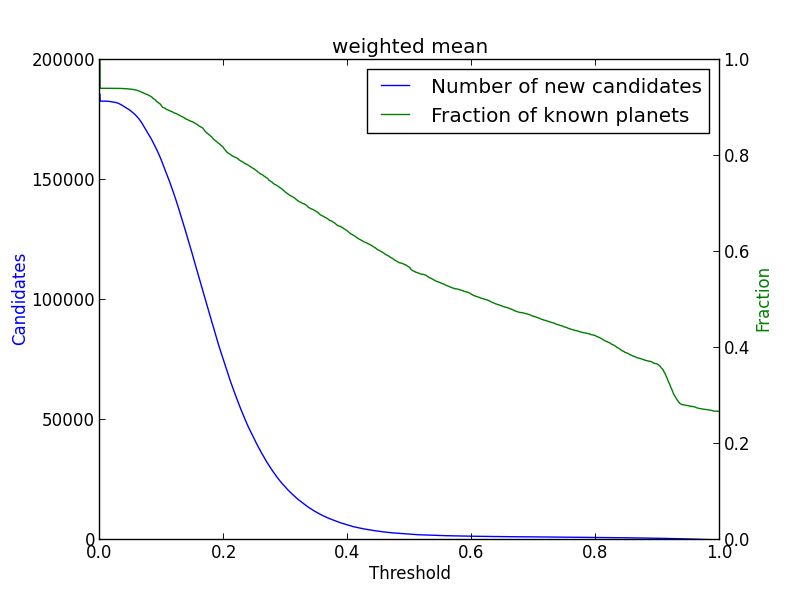 weighted mean
Number of new candidates
Fraction of known planets
200000
150000
100000
50000
0
Candidates
1.0
0.8
0.6
0.4
0.2
0.0
Fraction
0.0 0.2 0.4 0.6 0.8 1.0
Threshold